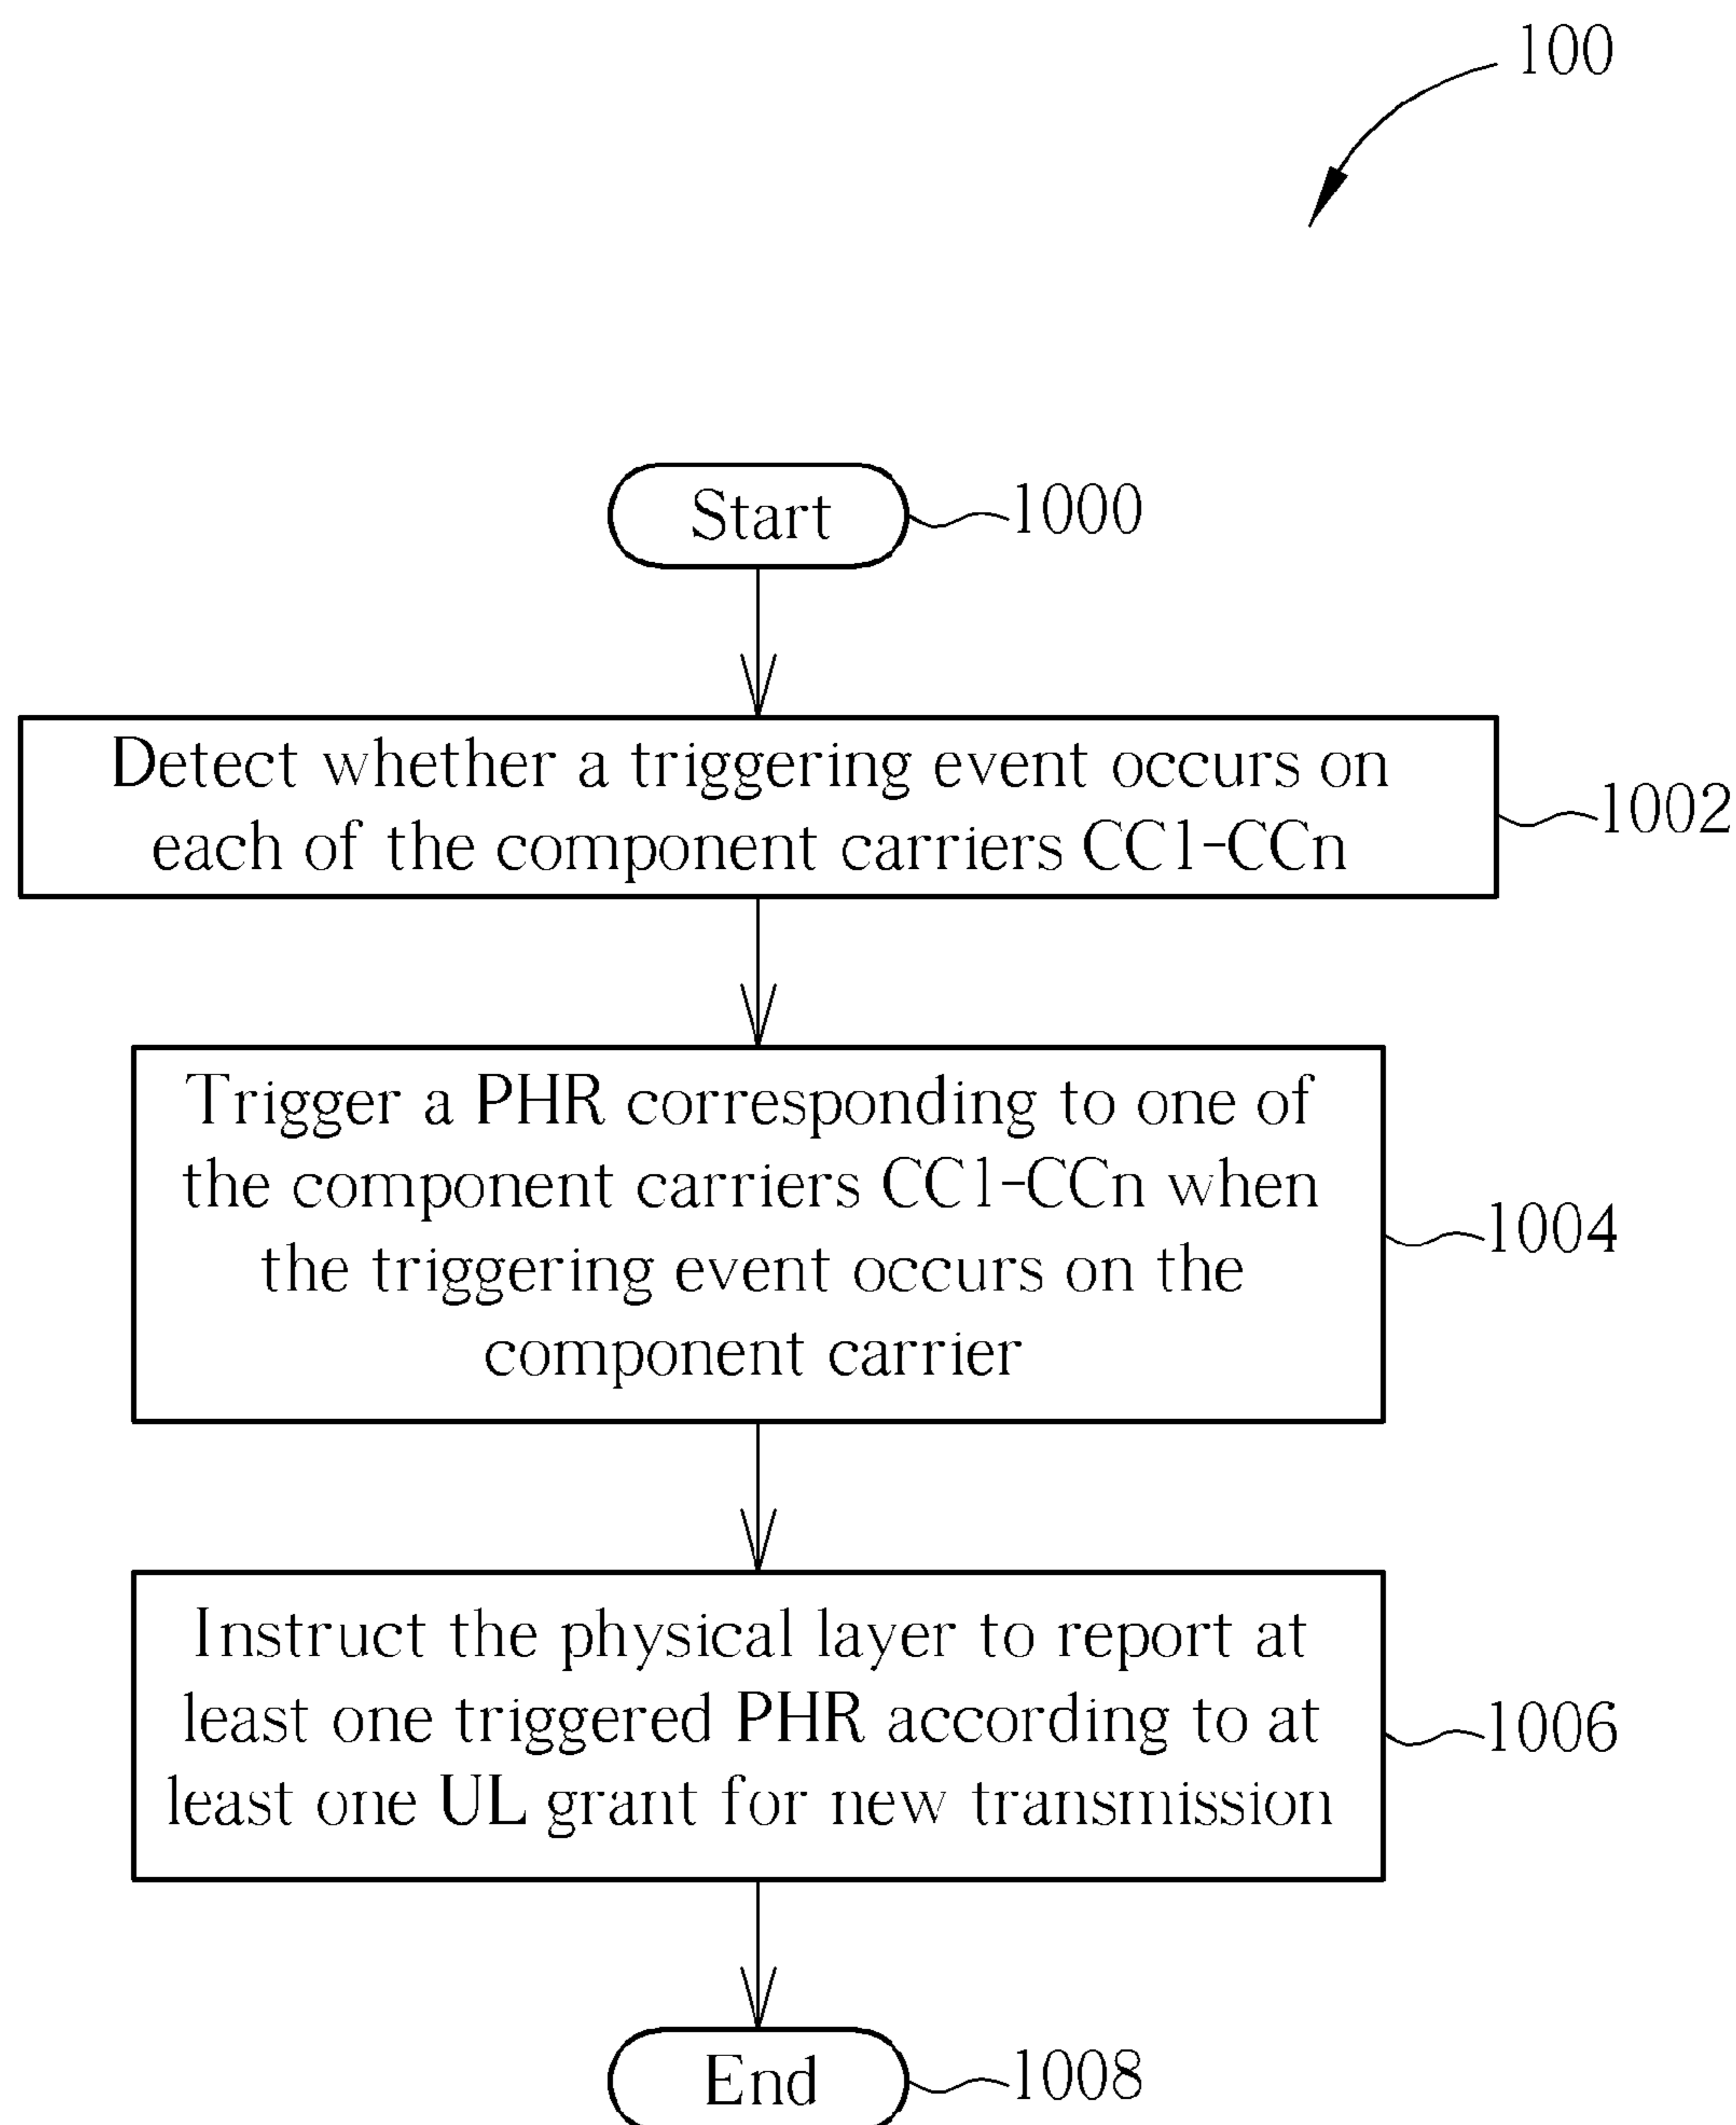 100
Start
1000
Detect whether a triggering event occurs on
each of the component carriers CC1-CCn
1002
Trigger a PHR corresponding to one of
the component carriers CC1-CCn when
the triggering event occurs on the
component carrier
1004
Instruct the physical layer to report at
least one triggered PHR according to at
least one UL grant for new transmission
1006
End
1008